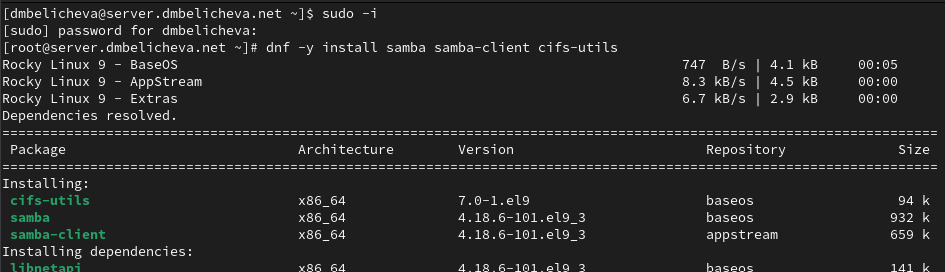 [dmbelicheva@server.dmbelicheva.net ~]$ sudo -i
[sudo] password for dmbelicheva:
[root@server.dmbelicheva.net ~]# dnf -y install samba samba-client cifs-utils
Rocky Linux 9 - BaseOS 747 B/s | 4.1 kB 00:05
Rocky Linux 9 - AppStream 8.3 kB/s | 4.5 kB 00:00
Rocky Linux 9 - Extras 6.7 kB/s | 2.9 kB 00:00
Dependencies resolved.
================================================================================
Package Architecture Version Repository Size
================================================================================
Installing:
cifs-utils x86_64 7.0-1.el9 baseos 94 k
samba x86_64 4.18.6-101.el9_3 baseos 932 k
samba-client x86_64 4.18.6-101.el9_3 appstream 659 k
Installing dependencies:
libnetapi x86_64 4.18.6-101.el9_3 baseos 141 k